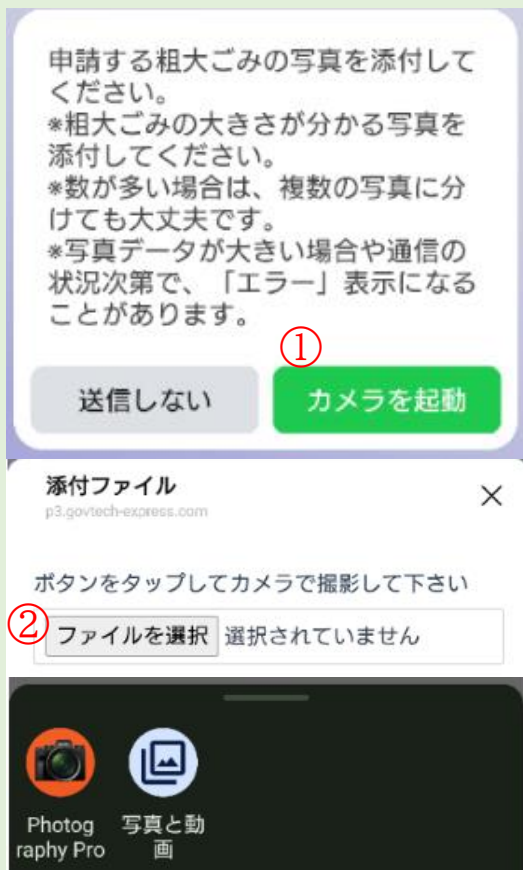 申請する粗大ごみの写真を添付して
ください。
*粗大ごみの大きさが分かる写真を
添付してください。
*数が多い場合は、複数の写真に分
けても大丈夫です。
*写真データが大きい場合や通信の
状況次第で、「エラー」表示になる
ことがあります。
①
送信しない カメラを起動
添付ファイル
p3.govtech-express.com
ボタンをタップしてカメラで撮影して下さい
② ファイルを選択 選択されていません
Photog
raphy Pro
写真と動
画